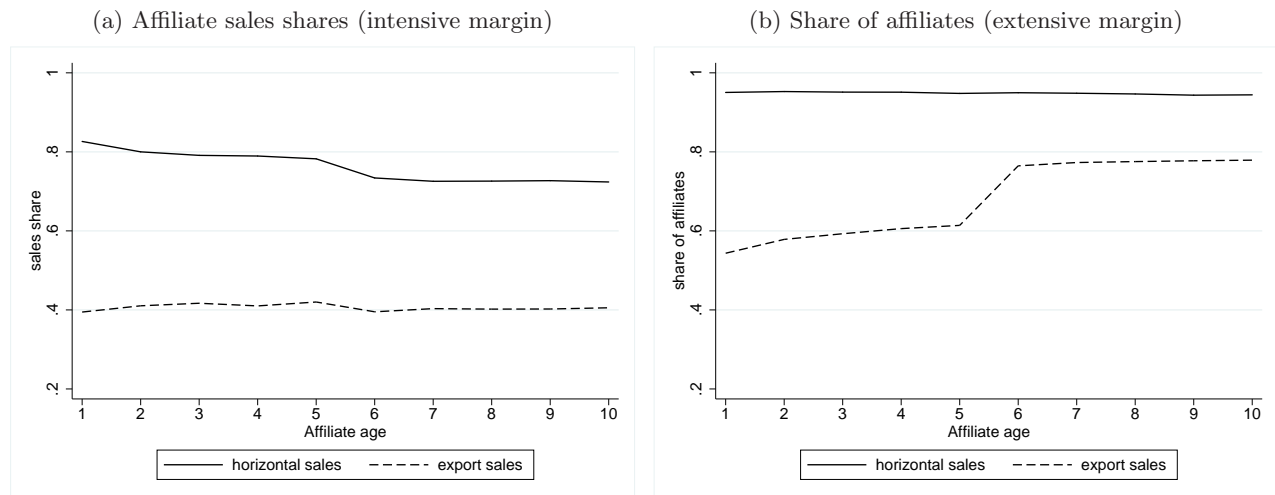 (a) Affiliate sales shares (intensive margin)
sales share
1
.8
.6
.4
.2
1 2 3 4 5 6 7 8 9 10
Affiliate age
horizontal sales export sales
(b) Share of affiliates (extensive margin)
share of affiliates
1
.8
.6
.4
.2
1 2 3 4 5 6 7 8 9 10
Affiliate age
horizontal sales export sales